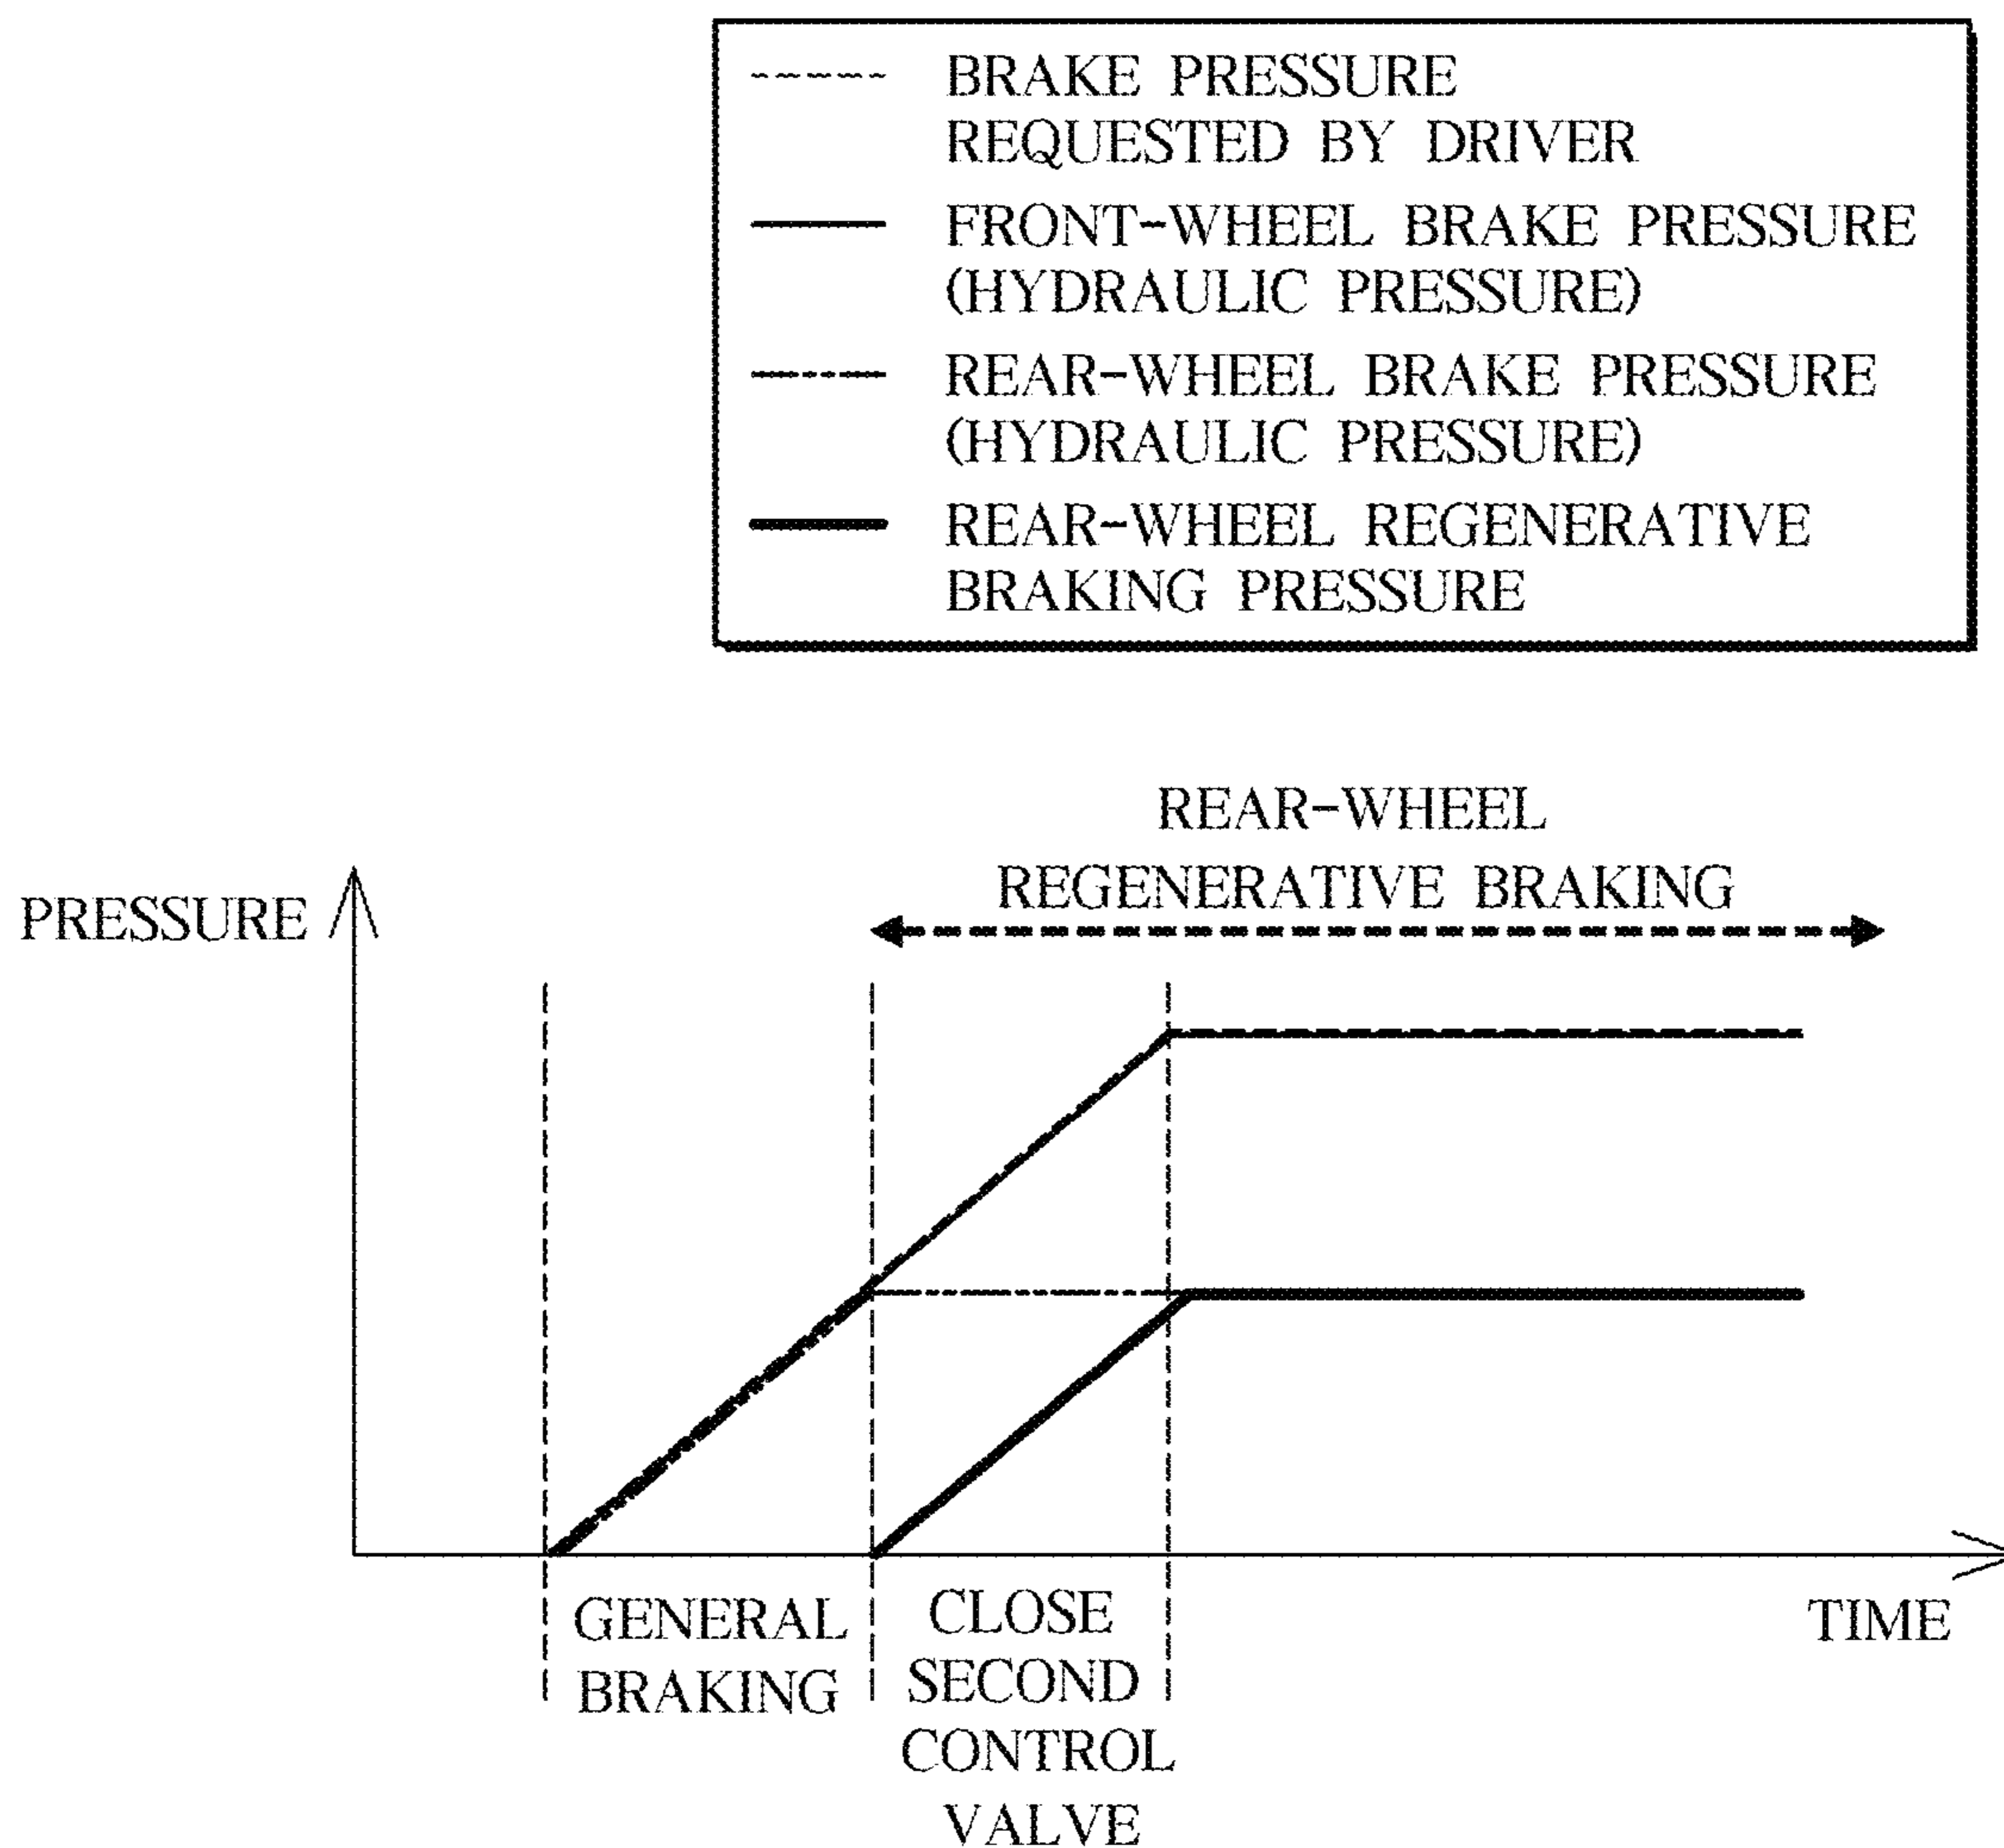 BRAKE PRESSURE
REQUESTED BY DRIVER
FRONT-WHEEL BRAKE PRESSURE
(HYDRAULIC PRESSURE)
REAR-WHEEL BRAKE PRESSURE
(HYDRAULIC PRESSURE)
REAR-WHEEL REGENERATIVE
BRAKING PRESSURE
REAR-WHEEL
REGENERATIVE BRAKING
PRESSURE
GENERAL
BRAKING
CLOSE
SECOND
CONTROL
VALVE
TIME